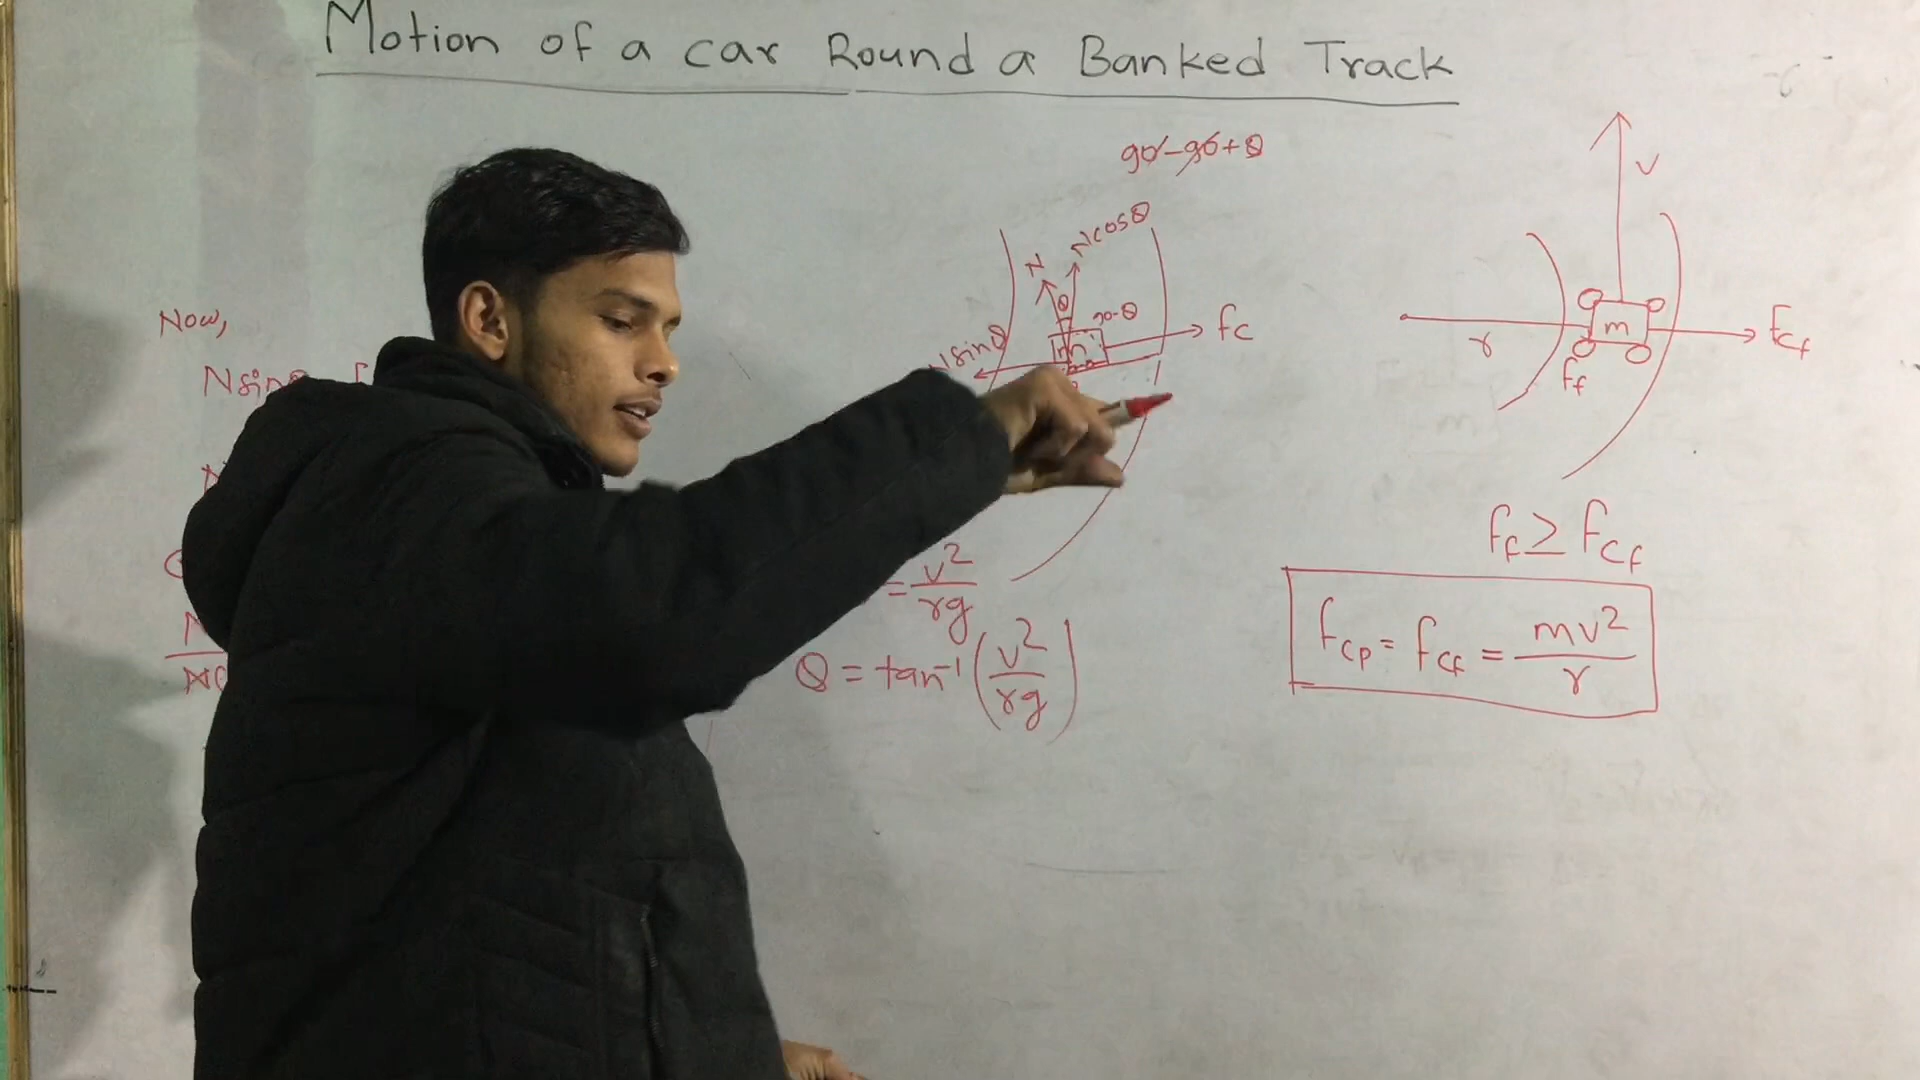 Motion of a car Round a Banked Track
90-90+θ
N
Ncosθ
θ
90-θ
Nsinθ
m
fc
Now,
Nsinθ
= v²/rg
θ = tan⁻¹ (v²/rg)
v
r
m
Ff
Fcf
Ff ≥ Fcf
Fcp = Fcf = mv²/r